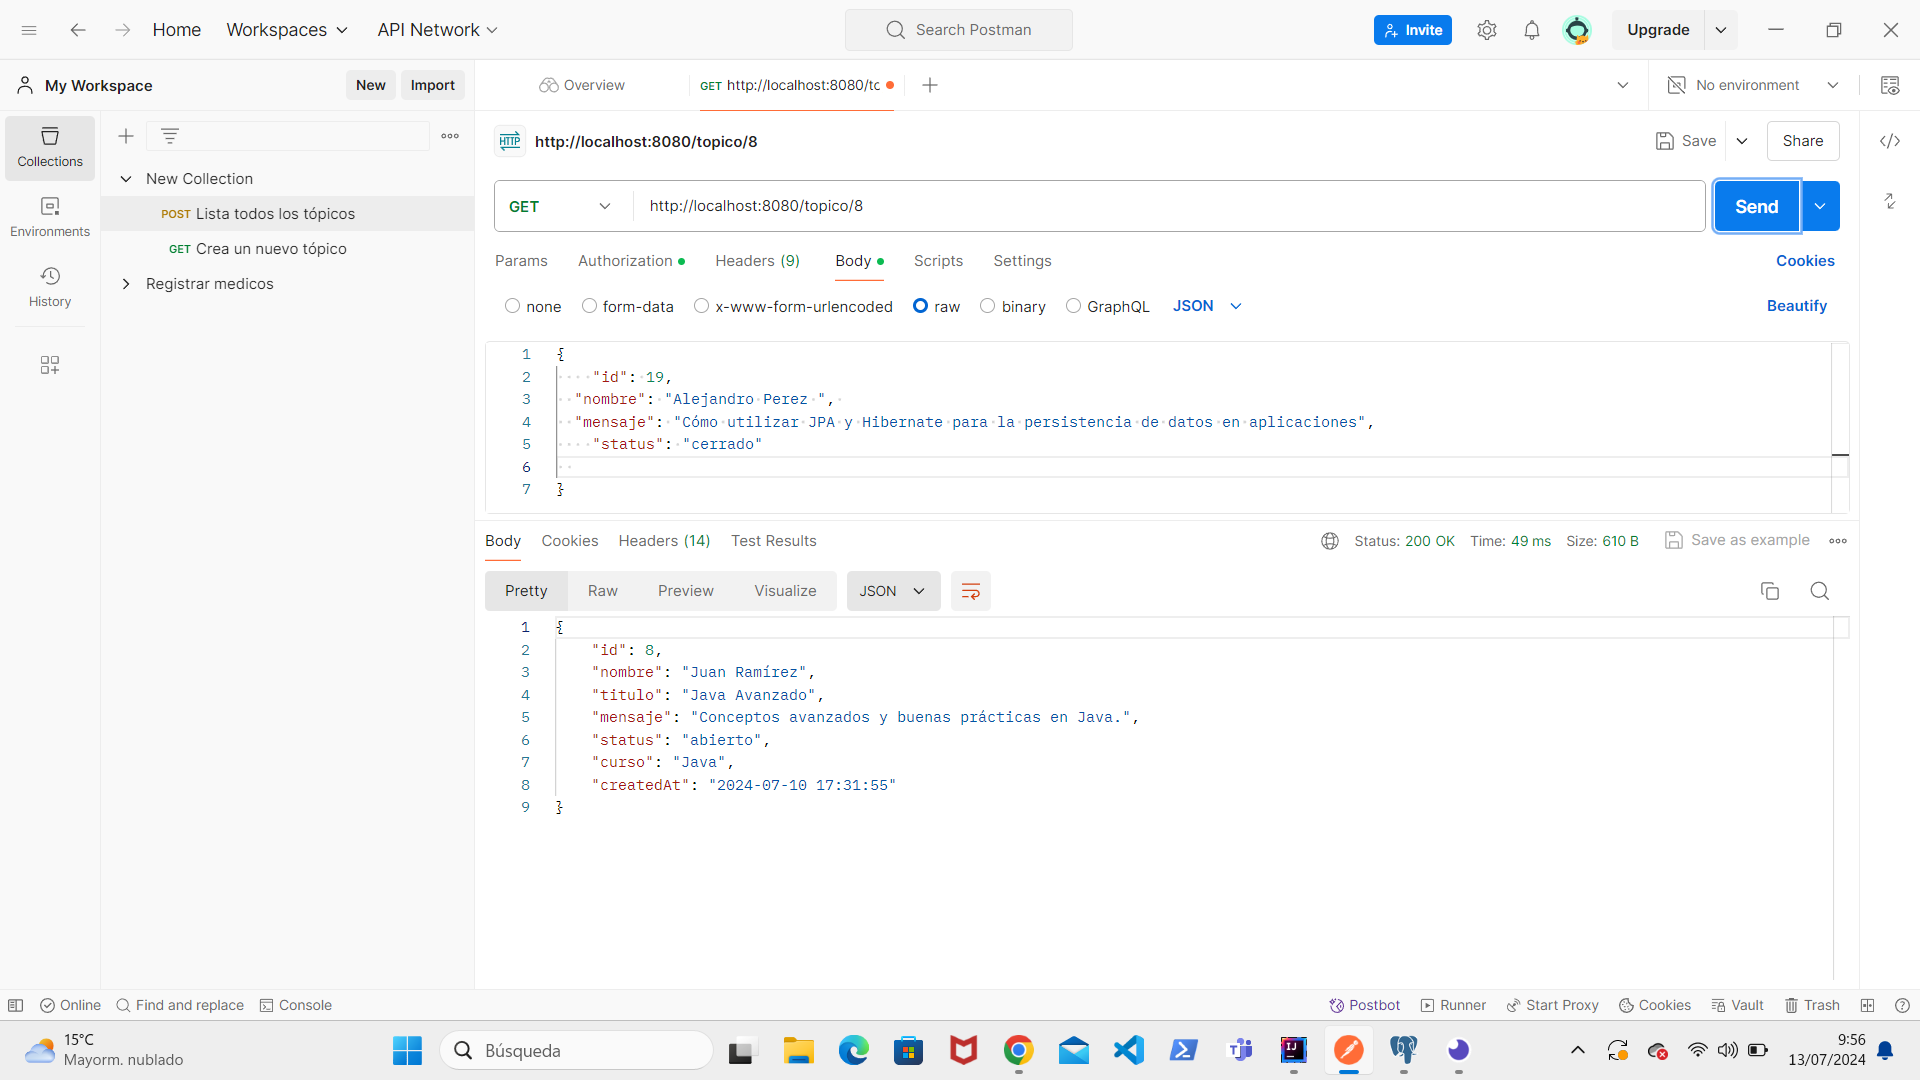 Home Workspaces API Network Search Postman Invite Upgrade
My Workspace New Import Overview GET http://localhost:8080/tc No environment
HTTP http://localhost:8080/topico/8 Save Share
Collections
New Collection
POST Lista todos los tópicos
GET Crea un nuevo tópico
Registrar medicos
Environments
History
GET http://localhost:8080/topico/8 Send
Params Authorization Headers (9) Body Scripts Settings Cookies
none form-data x-www-form-urlencoded raw binary GraphQL JSON Beautify
1 {
2 "id": 19,
3 "nombre": "Alejandro Perez ",
4 "mensaje": "Cómo utilizar JPA y Hibernate para la persistencia de datos en aplicaciones",
5 "status": "cerrado"
6
7 }
Body Cookies Headers (14) Test Results Status: 200 OK Time: 49 ms Size: 610 B Save as example
Pretty Raw Preview Visualize JSON
1 {
2 "id": 8,
3 "nombre": "Juan Ramírez",
4 "titulo": "Java Avanzado",
5 "mensaje": "Conceptos avanzados y buenas prácticas en Java.",
6 "status": "abierto",
7 "curso": "Java",
8 "createdAt": "2024-07-10 17:31:55"
9 }
Online Find and replace Console Postbot Runner Start Proxy Cookies Vault Trash
15°C
Mayorm. nublado
Búsqueda
9:56
13/07/2024